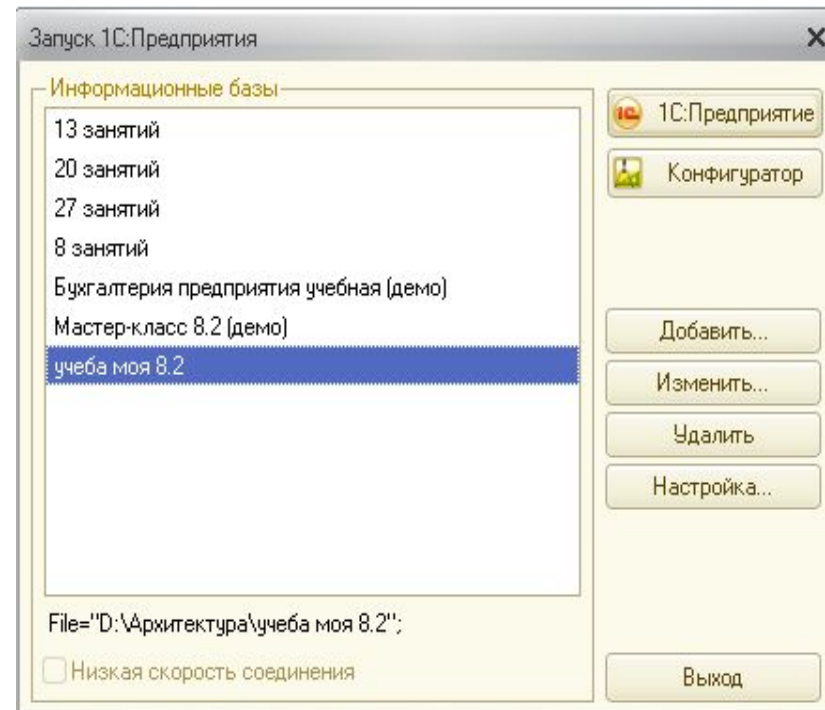 Запуск 1С:Предприятия
Информационные базы
13 занятий
20 занятий
27 занятий
8 занятий
Бухгалтерия предприятия учебная (демо)
Мастер-класс 8.2 (демо)
учеба моя 8.2
File="D:\Архитектура\учеба моя 8.2";
Низкая скорость соединения
1С:Предприятие
Конфигуратор
Добавить...
Изменить...
Удалить
Настройка...
Выход